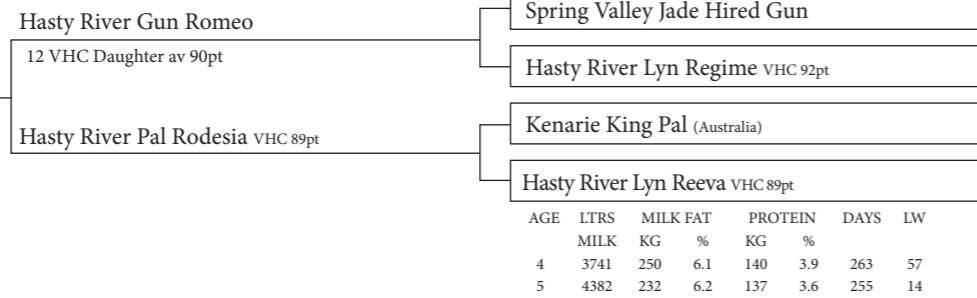 Spring Valley Jade Hired Gun
Hasty River Gun Romeo
12 VHC Daughter av 90pt
Hasty River Lyn Regime VHC 92pt
Kenarie King Pal (Australia)
Hasty River Pal Rodesia VHC 89pt
Hasty River Lyn Reeva VHC 89pt
AGE LTRS MILK FAT PROTEIN DAYS LW
MILK KG % KG %
4 3741 250 6.1 140 3.9 263 57
5 4382 232 6.2 137 3.6 255 14